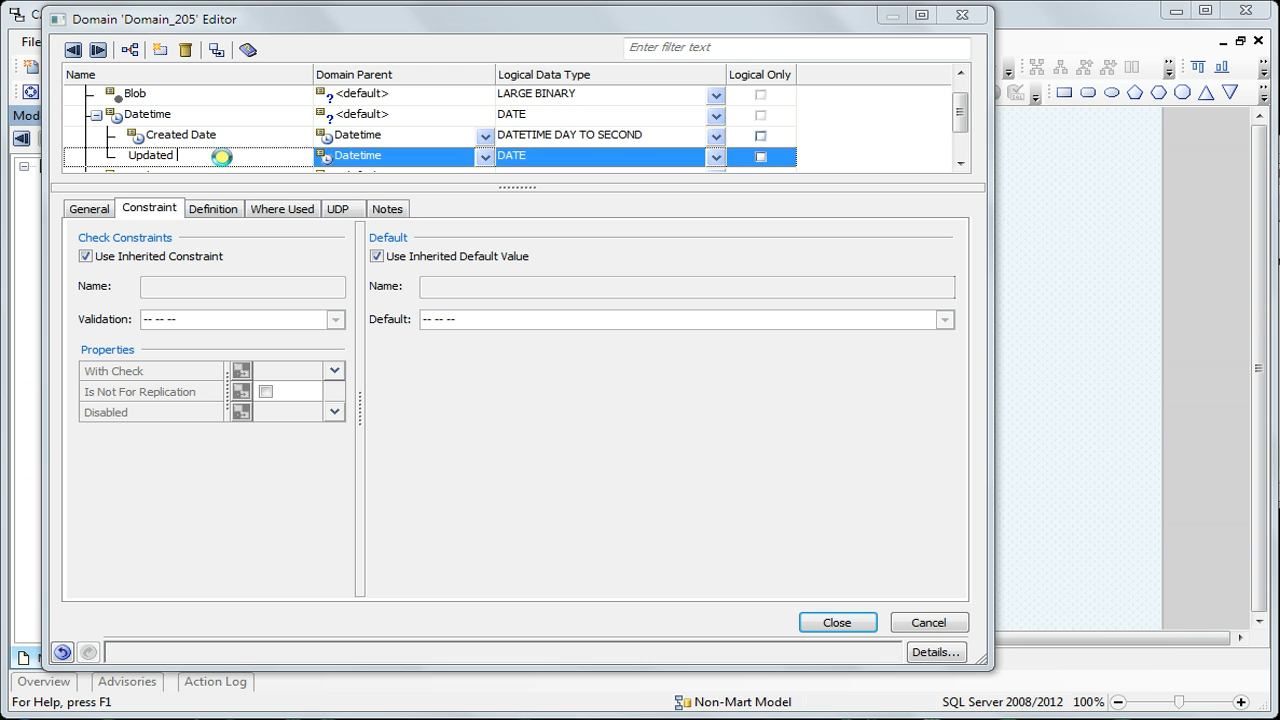 Domain 'Domain_205' Editor
File
Enter filter text
Name Domain Parent Logical Data Type Logical Only
Blob <default> LARGE BINARY
Datetime <default> DATE
Created Date Datetime DATETIME DAY TO SECOND
Updated Datetime DATE
General Constraint Definition Where Used UDP Notes
Check Constraints Default
Use Inherited Constraint Use Inherited Default Value
Name: Name:
Validation: -- -- -- Default: -- -- --
Properties
With Check
Is Not For Replication
Disabled
Close Cancel
Details...
Overview Advisories Action Log
For Help, press F1 Non-Mart Model SQL Server 2008/2012 100%